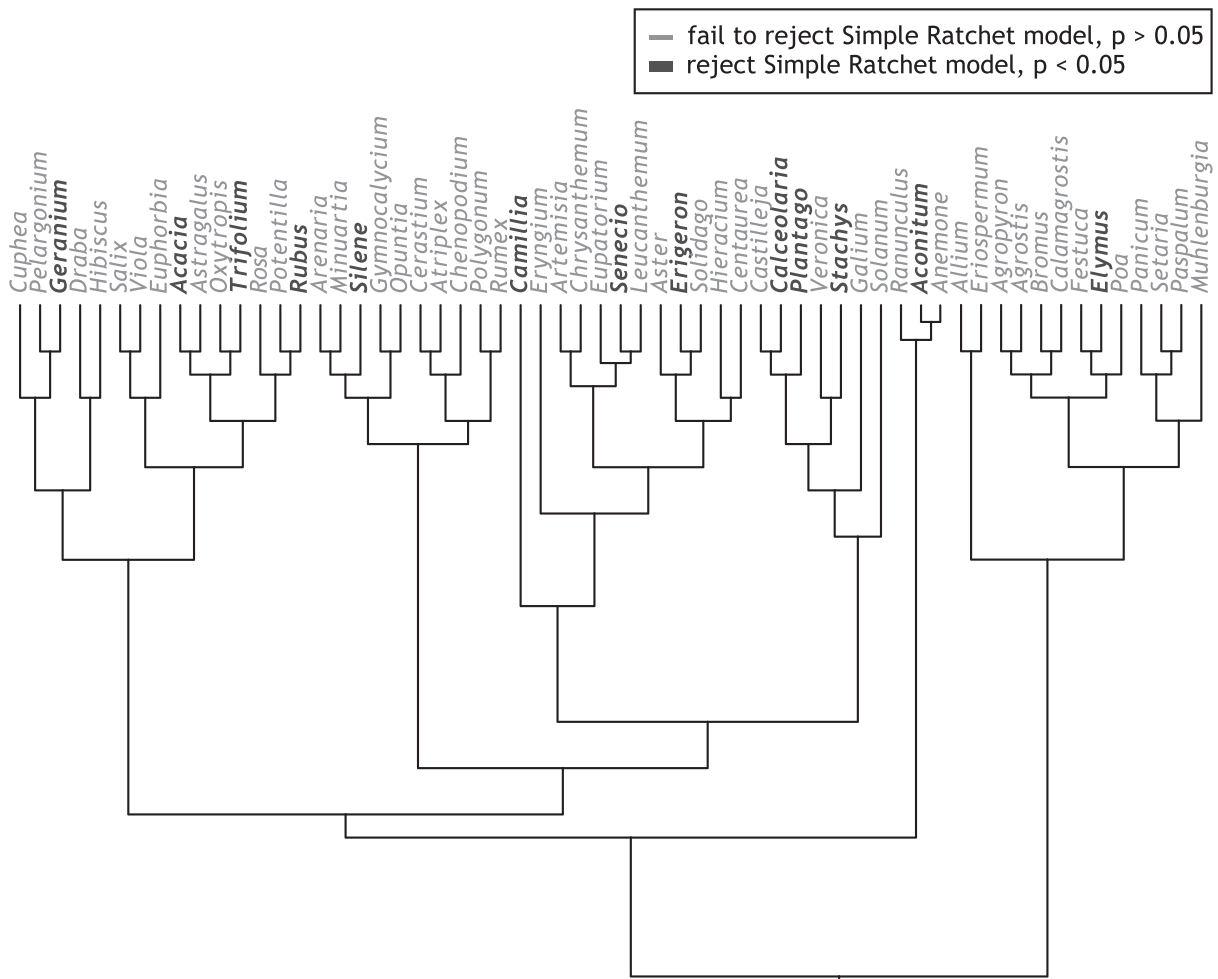 fail to reject Simple Ratchet model, p > 0.05
reject Simple Ratchet model, p < 0.05
Cuphea
Pelargonium
Geranium
Draba
Hibiscus
Salix
Viola
Euphorbia
Acacia
Astragalus
Oxytropis
Trifolium
Rosa
Potentilla
Rubus
Arenaria
Minuartia
Silene
Gymnocalycium
Opuntia
Cerastium
Atriplex
Chenopodium
Polygonum
Rumex
Camilia
Eryngium
Artemisia
Chrysanthemum
Eupatorium
Senecio
Leucanthemum
Aster
Erigeron
Solidago
Hieracium
Centaurea
Castilleja
Calceolaria
Plantago
Veronica
Stachys
Galium
Solanum
Ranunculus
Aconitum
Anemone
Allium
Eriospermum
Agropyron
Agrostis
Bromus
Calamagrostis
Festuca
Elymus
Poa
Panicum
Setaria
Paspalum
Muhlenburgia